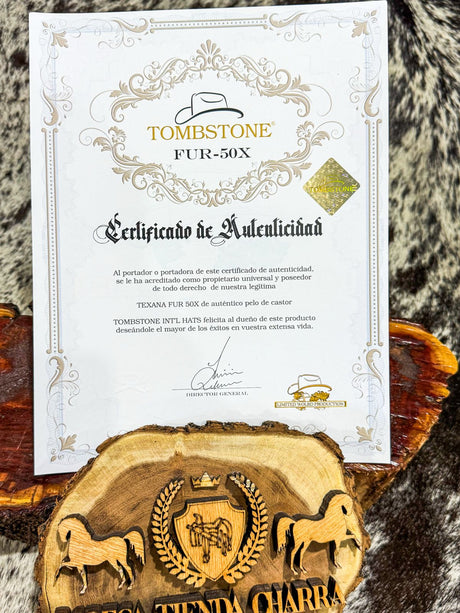 TOMBSTONE®
FUR-50X
TOMBSTONE
Certificado de Autenticidad
Al portador o portadora de este certificado de autenticidad,
se le ha acreditado como propietario universal y poseedor
de todo derecho de nuestra legitima
TEXANA FUR 50X de auténtico pelo de castor
TOMBSTONE INT'L HATS felicita al dueño de este producto
deseándole el mayor de los éxitos en vuestra extensa vida.
DIRECTOR GENERAL
LIMITED WORLD PRODUCTION
TIENDA CHARRA